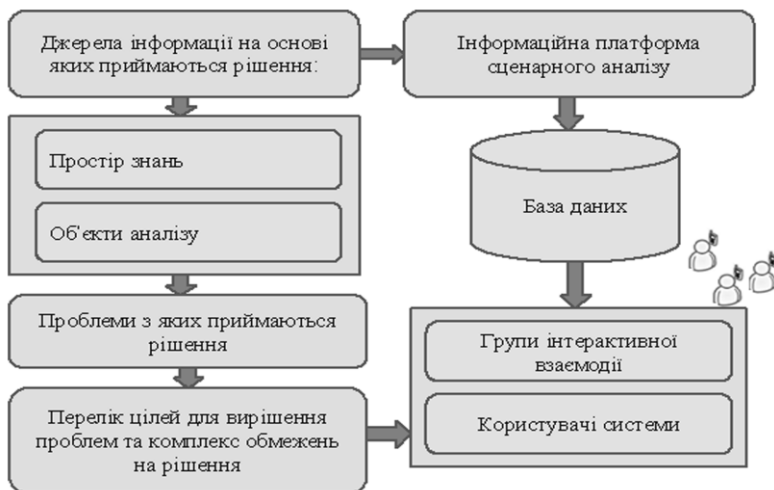 Джерела інформації на основі
яких приймаються рішення:
Інформаційна платформа
сценарного аналізу
Простір знань
Об'єкти аналізу
База даних
Проблеми з яких приймаються
рішення
Групи інтерактивної
взаємодії
Користувачі системи
Перелік цілей для вирішення
проблем та комплекс обмежень
на рішення